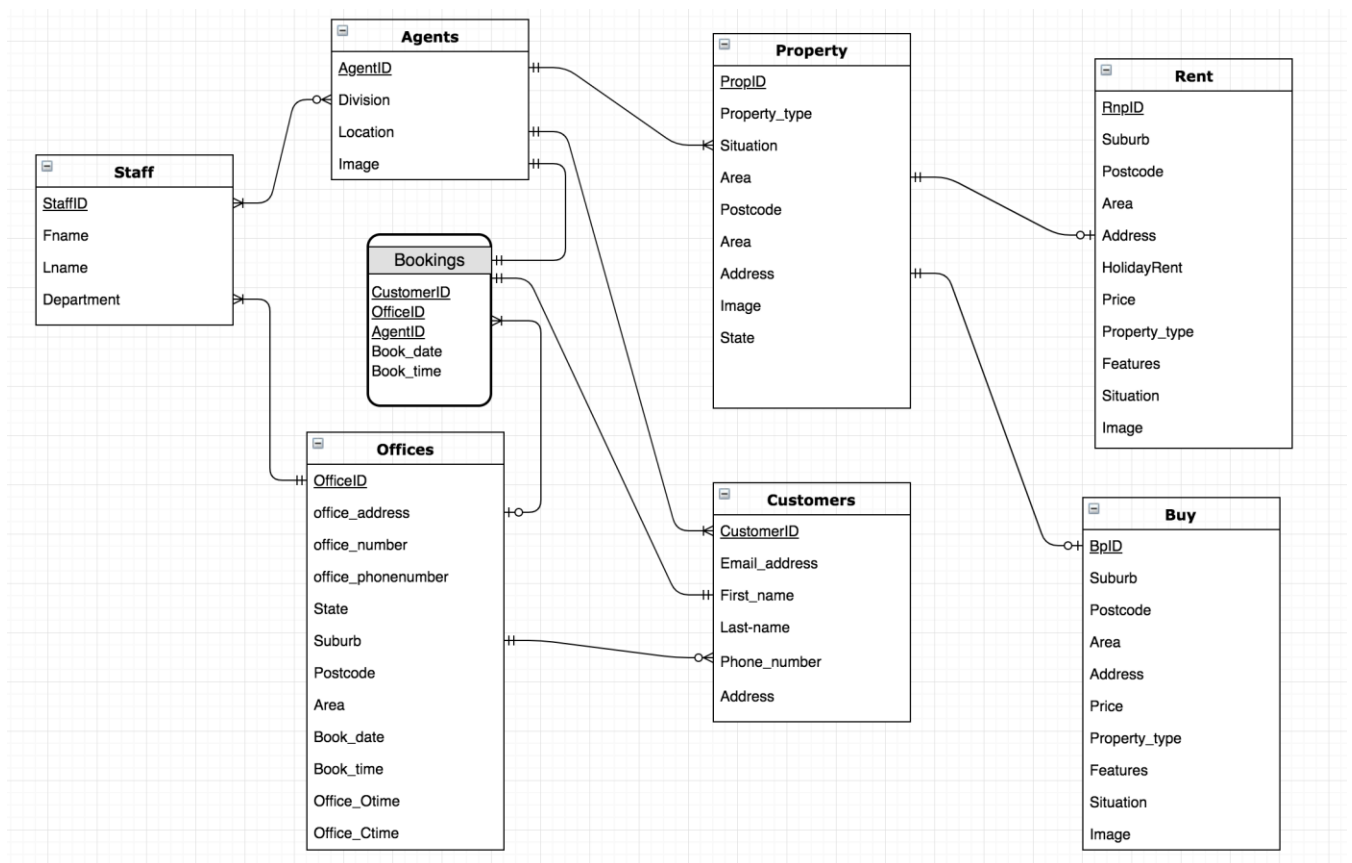 Agents
AgentID
Division
Location
Image
Property
PropID
Property_type
Situation
Area
Postcode
Area
Address
Image
State
Rent
RnpID
Suburb
Postcode
Area
Address
HolidayRent
Price
Property_type
Features
Situation
Image
Staff
StaffID
Fname
Lname
Department
Bookings
CustomerID
OfficeID
AgentID
Book_date
Book_time
Offices
OfficeID
office_address
office_number
office_phonenumber
State
Suburb
Postcode
Area
Book_date
Book_time
Office_Otime
Office_Ctime
Customers
CustomerID
Email_address
First_name
Last-name
Phone_number
Address
Buy
BpID
Suburb
Postcode
Area
Address
Price
Property_type
Features
Situation
Image